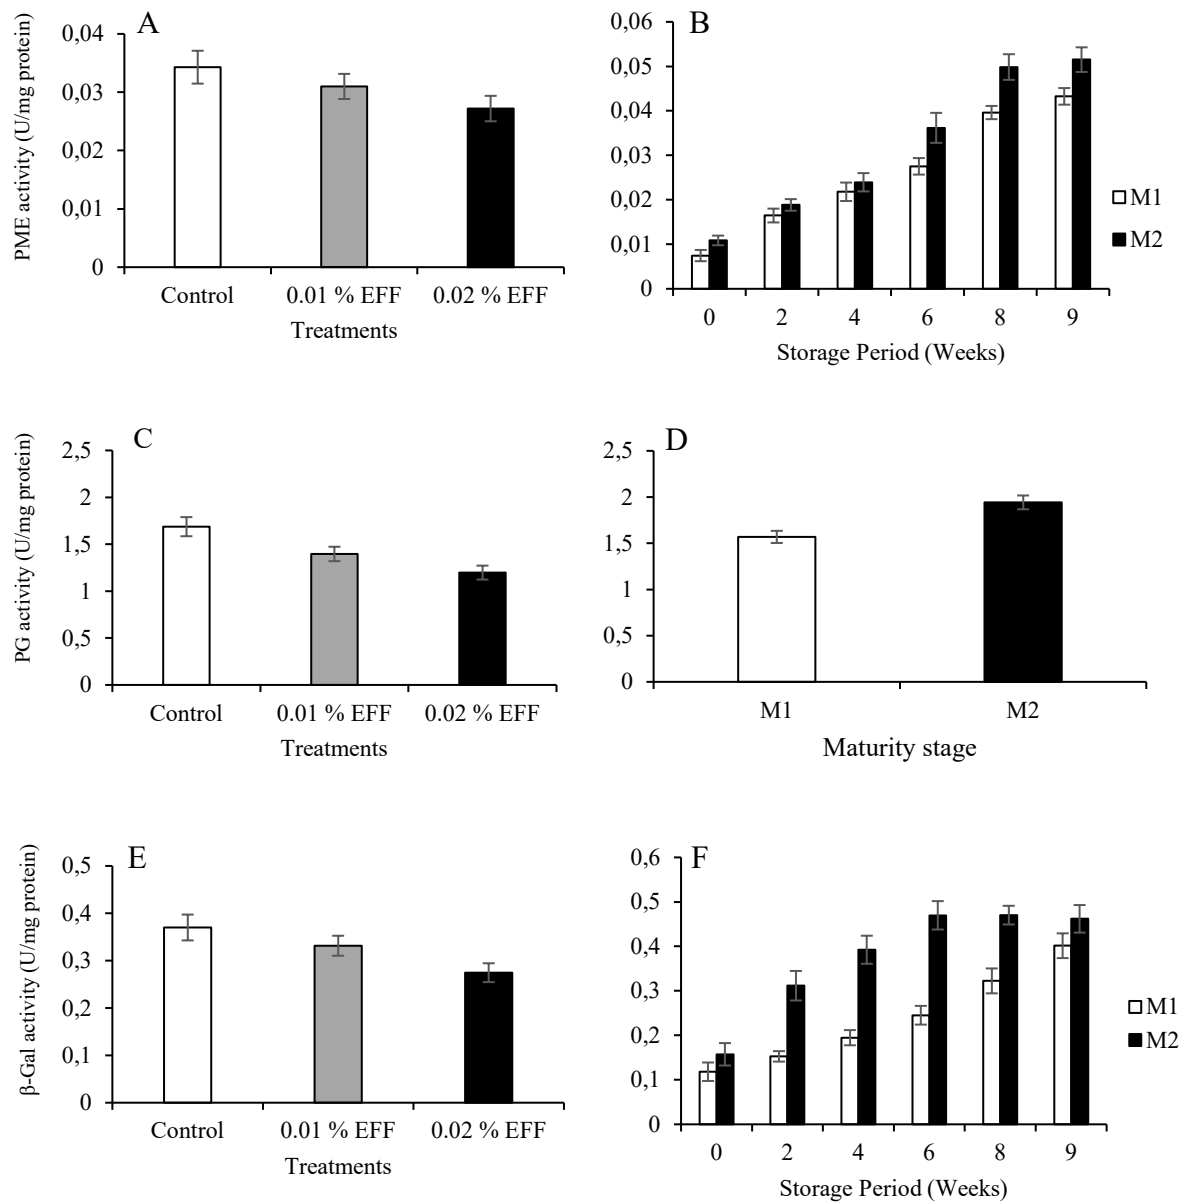 A
PME activity (U/mg protein)
0,04
0,03
0,02
0,01
0
Control 0.01 % EFF 0.02 % EFF
Treatments
B
0,06
0,05
0,04
0,03
0,02
0,01
0
0 2 4 6 8 9
Storage Period (Weeks)
M1
M2
C
PG activity (U/mg protein)
2,5
2
1,5
1
0,5
0
Control 0.01 % EFF 0.02 % EFF
Treatments
D
2,5
2
1,5
1
0,5
0
M1 M2
Maturity stage
E
β-Gal activity (U/mg protein)
0,5
0,4
0,3
0,2
0,1
0
Control 0.01 % EFF 0.02 % EFF
Treatments
F
0,6
0,5
0,4
0,3
0,2
0,1
0
0 2 4 6 8 9
Storage Period (Weeks)
M1
M2